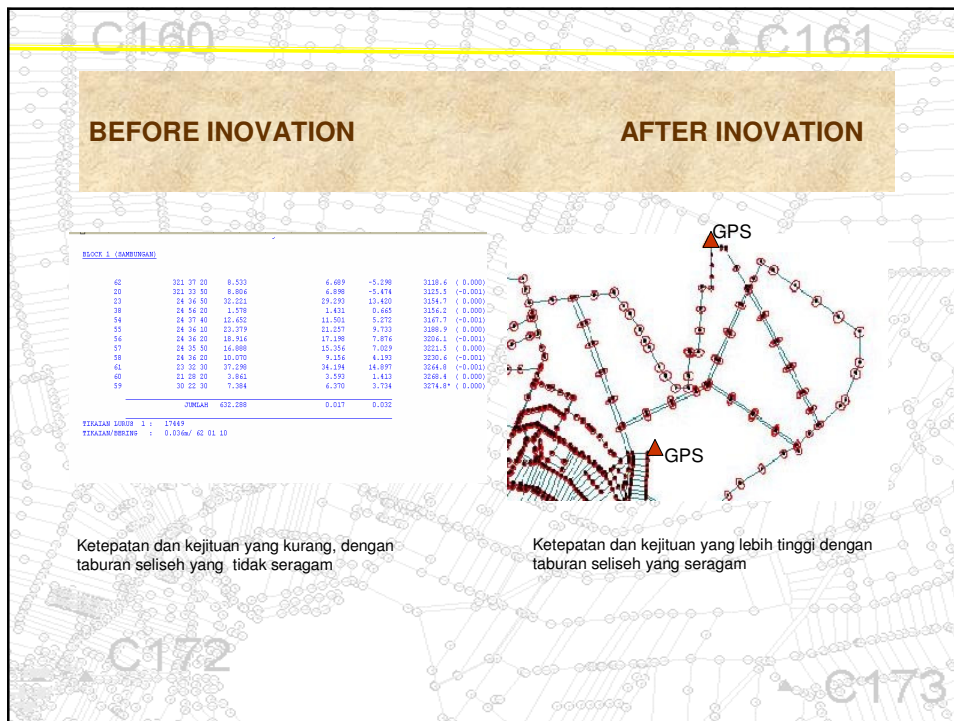 C160 C161
BEFORE INOVATION AFTER INOVATION
BLOCK 1 (SAMBUNGAN)
62 321 37 20 8.533 6.689 -5.298 3118.6 ( 0.000)
20 321 33 50 8.806 6.898 -5.474 3125.5 (-0.001)
23 24 36 50 32.221 29.293 13.420 3154.7 ( 0.000)
38 24 56 20 1.578 1.431 0.665 3156.2 ( 0.000)
54 24 37 40 12.652 11.501 5.272 3167.7 (-0.001)
55 24 36 10 23.379 21.257 9.733 3188.9 ( 0.000)
56 24 36 20 18.916 17.198 7.876 3206.1 (-0.001)
57 24 35 50 16.888 15.356 7.029 3221.5 ( 0.000)
58 24 36 20 10.070 9.156 4.193 3230.6 (-0.001)
61 23 32 30 37.298 34.194 14.897 3264.8 (-0.001)
60 21 28 20 3.861 3.593 1.413 3268.4 ( 0.000)
59 30 22 30 7.384 6.370 3.734 3274.8* ( 0.000)
JUMLAH 632.288 0.017 0.032
TIKAIAN LURUS 1 : 17449
TIKAIAN/BERING : 0.036m/ 62 01 10
GPS
GPS
Ketepatan dan kejituan yang kurang, dengan
taburan seliseh yang tidak seragam
Ketepatan dan kejituan yang lebih tinggi dengan
taburan seliseh yang seragam
C172
C173